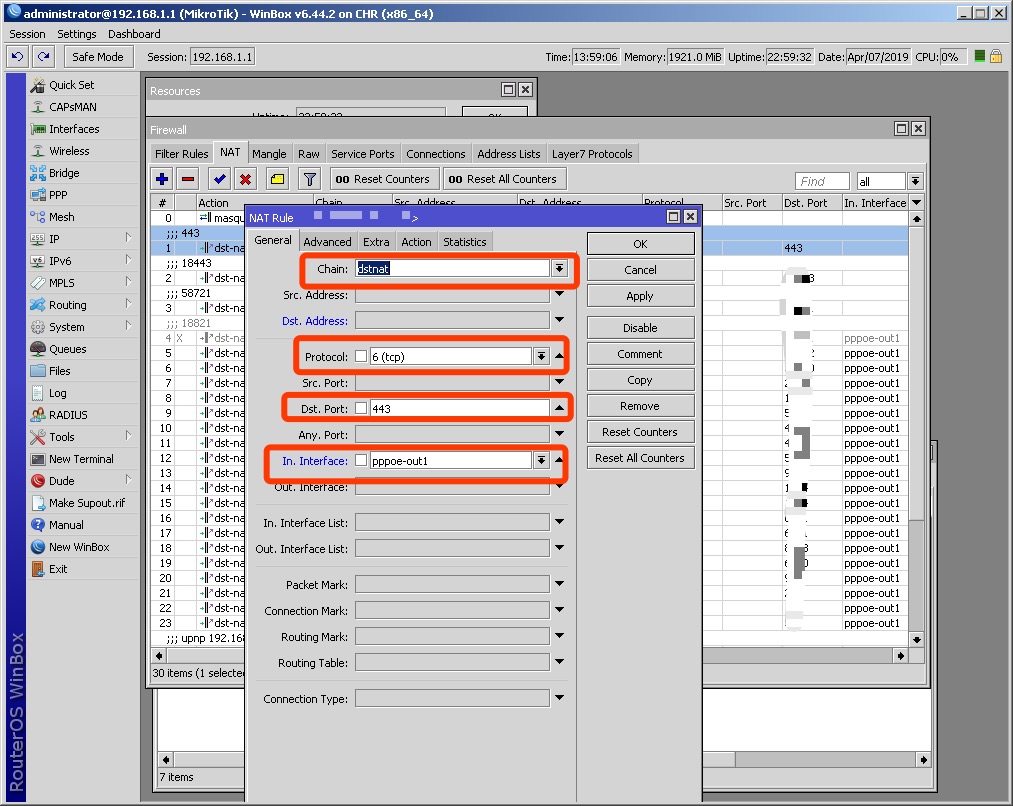 administrator@192.168.1.1 (MikroTik) - WinBox v6.44.2 on CHR (x86_64)
Session Settings Dashboard
Safe Mode Session: 192.168.1.1 Time: 13:59:06 Memory: 1921.0 MiB Uptime: 22:59:32 Date: Apr/07/2019 CPU: 0%
Quick Set
CAPsMAN
Interfaces
Wireless
Bridge
PPP
Mesh
IP
IPv6
MPLS
Routing
System
Queues
Files
Log
RADIUS
Tools
New Terminal
Dude
Make Supout.rif
Manual
New WinBox
Exit
RouterOS WinBox
Resources
Firewall
Filter Rules NAT Mangle Raw Service Ports Connections Address Lists Layer7 Protocols
00 Reset Counters 00 Reset All Counters Find all
# Action Chain Src. Address Dst. Address Protocol Src. Port Dst. Port In. Interface
0 masqu
;;; 443
1 dst-na 443
;;; 18443
2 dst-na
;;; 58721
3 dst-na
;;; 18821
4 X dst-na pppoe-out1
5 dst-na pppoe-out1
6 dst-na pppoe-out1
7 dst-na pppoe-out1
8 dst-na pppoe-out1
9 dst-na pppoe-out1
10 dst-na pppoe-out1
11 dst-na pppoe-out1
12 dst-na pppoe-out1
13 dst-na pppoe-out1
14 dst-na pppoe-out1
15 dst-na pppoe-out1
16 dst-na pppoe-out1
17 dst-na pppoe-out1
18 dst-na pppoe-out1
19 dst-na pppoe-out1
20 dst-na pppoe-out1
21 dst-na pppoe-out1
22 dst-na pppoe-out1
23 dst-na pppoe-out1
;;; upnp 192.168
30 items (1 selected
7 items
NAT Rule >
General Advanced Extra Action Statistics
Chain: dstnat
Src. Address:
Dst. Address:
Protocol: 6 (tcp)
Src. Port:
Dst. Port: 443
Any. Port:
In. Interface: pppoe-out1
Out. Interface:
In. Interface List:
Out. Interface List:
Packet Mark:
Connection Mark:
Routing Mark:
Routing Table:
Connection Type:
OK
Cancel
Apply
Disable
Comment
Copy
Remove
Reset Counters
Reset All Counters